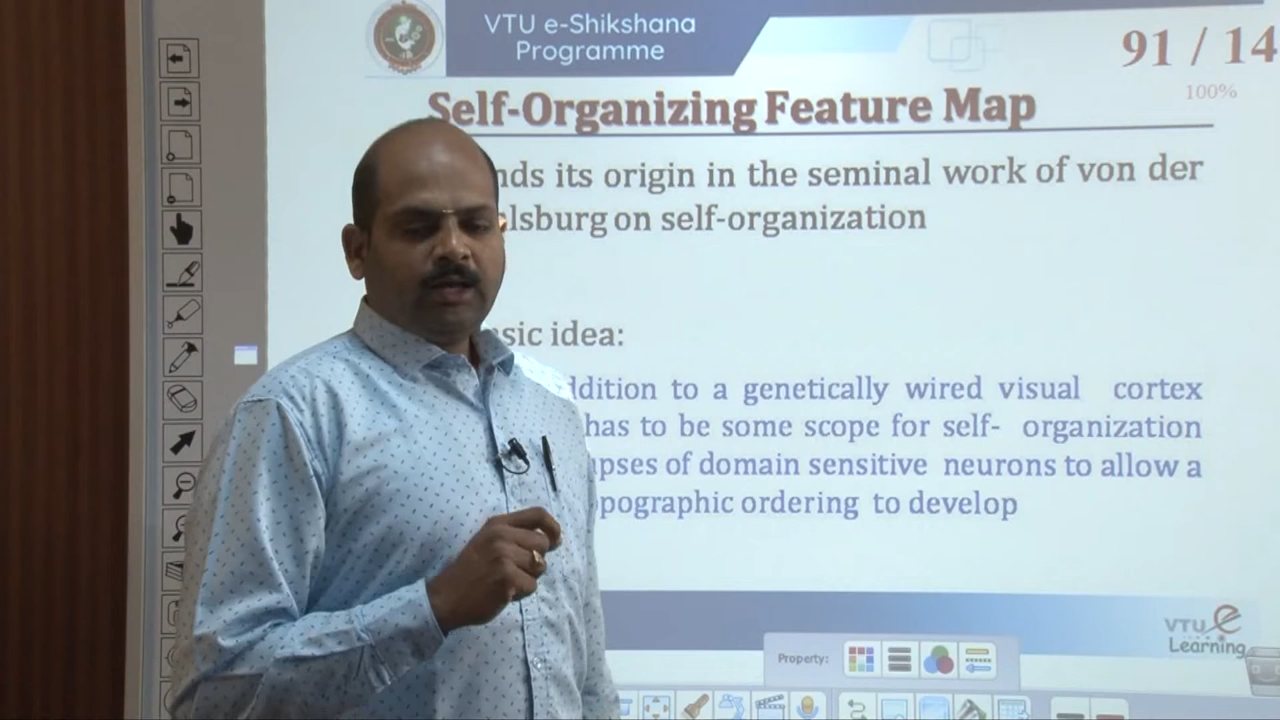 VTU e-Shikshana
Programme
91 / 14
100%
Self-Organizing Feature Map
nds its origin in the seminal work of von der
lsburg on self-organization
sic idea:
ddition to a genetically wired visual cortex
has to be some scope for self- organization
pses of domain sensitive neurons to allow a
pographic ordering to develop
VTU e
Learning
Property: